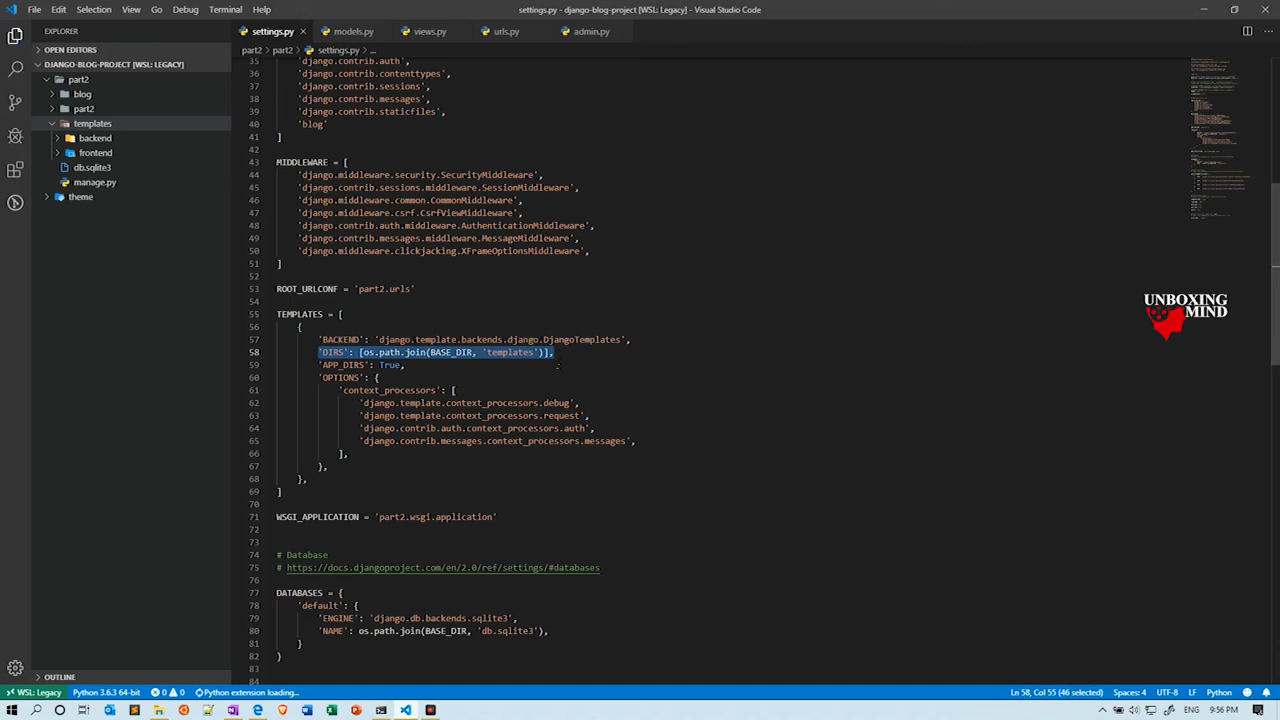 File Edit Selection View Go Debug Terminal Help
settings.py - django-blog-project [WSL: Legacy] - Visual Studio Code
EXPLORER
OPEN EDITORS
DJANGO-BLOG-PROJECT [WSL: LEGACY]
part2
blog
part2
templates
backend
frontend
db.sqlite3
manage.py
theme
OUTLINE
settings.py × models.py views.py urls.py admin.py
part2 > part2 > settings.py > ...
35 'django.contrib.auth',
36 'django.contrib.contenttypes',
37 'django.contrib.sessions',
38 'django.contrib.messages',
39 'django.contrib.staticfiles',
40 'blog'
41 ]
42
43 MIDDLEWARE = [
44 'django.middleware.security.SecurityMiddleware',
45 'django.contrib.sessions.middleware.SessionMiddleware',
46 'django.middleware.common.CommonMiddleware',
47 'django.middleware.csrf.CsrfViewMiddleware',
48 'django.contrib.auth.middleware.AuthenticationMiddleware',
49 'django.contrib.messages.middleware.MessageMiddleware',
50 'django.middleware.clickjacking.XFrameOptionsMiddleware',
51 ]
52
53 ROOT_URLCONF = 'part2.urls'
54
55 TEMPLATES = [
56 {
57 'BACKEND': 'django.template.backends.django.DjangoTemplates',
58 'DIRS': [os.path.join(BASE_DIR, 'templates')],
59 'APP_DIRS': True,
60 'OPTIONS': {
61 'context_processors': [
62 'django.template.context_processors.debug',
63 'django.template.context_processors.request',
64 'django.contrib.auth.context_processors.auth',
65 'django.contrib.messages.context_processors.messages',
66 ],
67 },
68 },
69 ]
70
71 WSGI_APPLICATION = 'part2.wsgi.application'
72
73
74 # Database
75 # https://docs.djangoproject.com/en/2.0/ref/settings/#databases
76
77 DATABASES = {
78 'default': {
79 'ENGINE': 'django.db.backends.sqlite3',
80 'NAME': os.path.join(BASE_DIR, 'db.sqlite3'),
81 }
82 }
83
84
UNBOXING
MIND
WSL: Legacy Python 3.6.3 64-bit 0 0 Python extension loading... Ln 58, Col 55 (46 selected) Spaces: 4 UTF-8 LF Python
9:56 PM